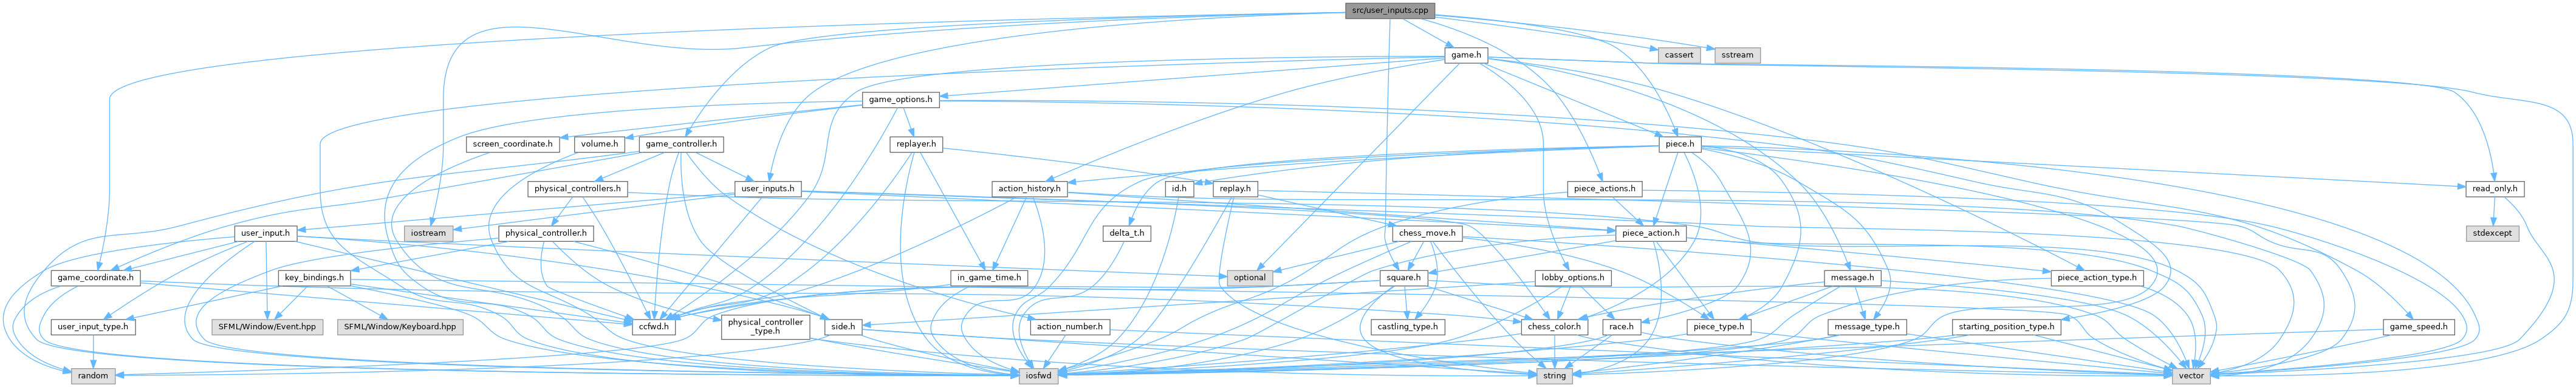 src/user_inputs.cpp
game.h
cassert
sstream
game_options.h
screen_coordinate.h
volume.h
game_controller.h
replayer.h
piece.h
physical_controllers.h
user_inputs.h
action_history.h
id.h
replay.h
piece_actions.h
read_only.h
user_input.h
iostream
physical_controller.h
delta_t.h
chess_move.h
piece_action.h
stdexcept
game_coordinate.h
key_bindings.h
in_game_time.h
optional
square.h
lobby_options.h
message.h
piece_action_type.h
user_input_type.h
SFML/Window/Event.hpp
SFML/Window/Keyboard.hpp
ccfwd.h
physical_controller
_type.h
side.h
action_number.h
castling_type.h
chess_color.h
race.h
piece_type.h
message_type.h
starting_position_type.h
game_speed.h
random
iosfwd
string
vector